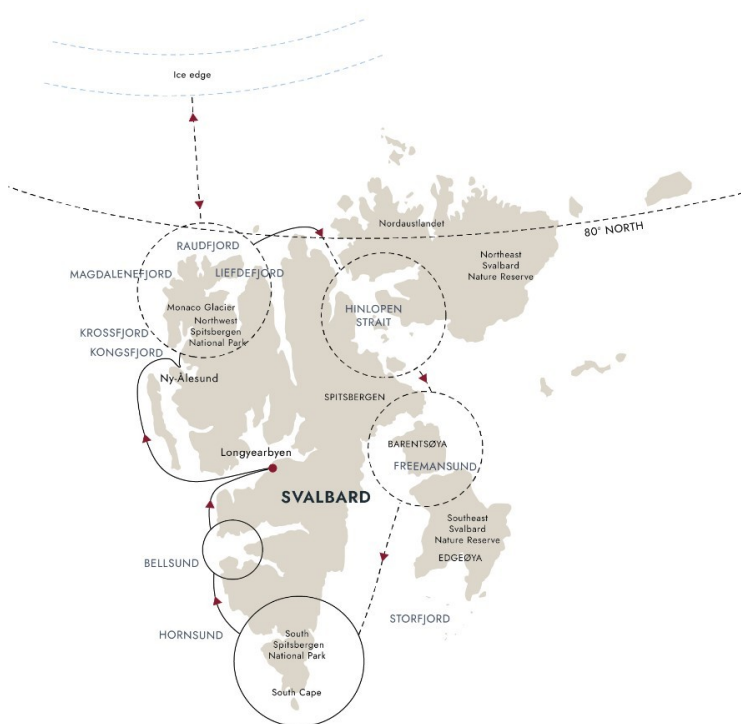 Ice edge
80° NORTH
Nordaustlandet
RAUDFJORD
Northeast
Svalbard
Nature Reserve
MAGDALENEFJORD
LIEFDEFJORD
Monaco Glacier
Northwest
Spitsbergen
National Park
HINLOPEN
STRAIT
KROSSFJORD
KONGSFJORD
Ny-Ålesund
SPITSBERGEN
BARENTSØYA
Longyearbyen
FREEMANSUND
SVALBARD
Southeast
Svalbard
Nature Reserve
EDGEØYA
BELLSUND
STORFJORD
HORNSUND
South
Spitsbergen
National Park
South Cape